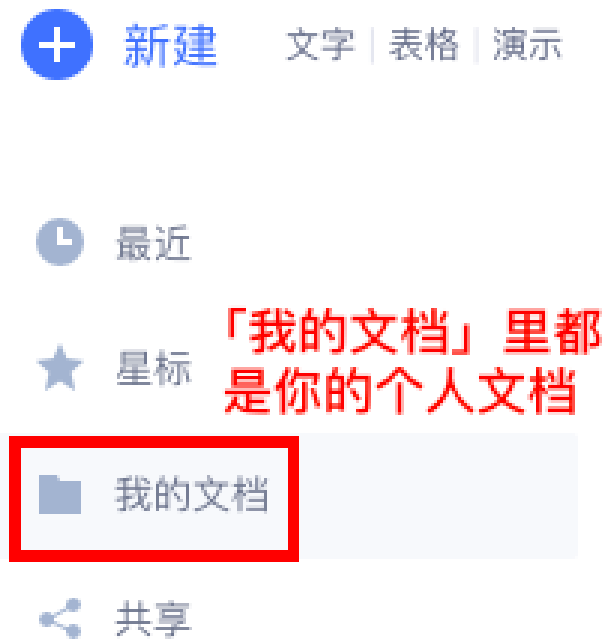 新建 文字 | 表格 | 演示
最近
「我的文档」里都
是你的个人文档
星标
我的文档
共享